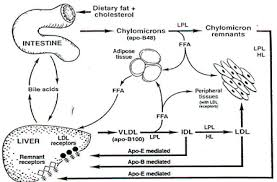 Dietary fat +
cholesterol
INTESTINE
Chylomicrons
(apo-B48)
LPL
Chylomicron
remnants
FFA
LPL
HL
Adipose
tissue
Bile acids
FFA
FFA
Peripheral
tissues
(with LDL
receptors)
LIVER
LDL
receptors
Remnant
receptors
VLDL
(apo-B100)
LPL
IDL
LPL
HL
LDL
Apo-E mediated
Apo-B mediated
Apo-E mediated